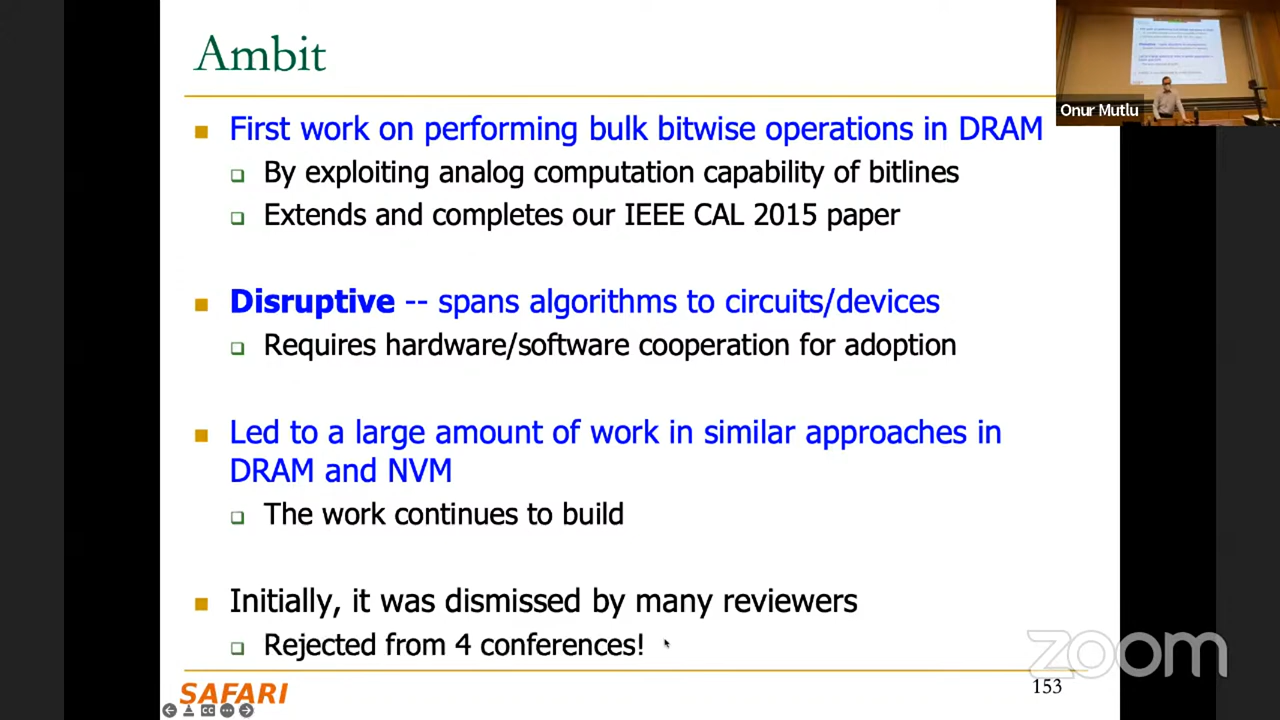 Ambit
Onur Mutlu
First work on performing bulk bitwise operations in DRAM
By exploiting analog computation capability of bitlines
Extends and completes our IEEE CAL 2015 paper
Disruptive -- spans algorithms to circuits/devices
Requires hardware/software cooperation for adoption
Led to a large amount of work in similar approaches in
DRAM and NVM
The work continues to build
Initially, it was dismissed by many reviewers
Rejected from 4 conferences!
zoom
SAFARI
153